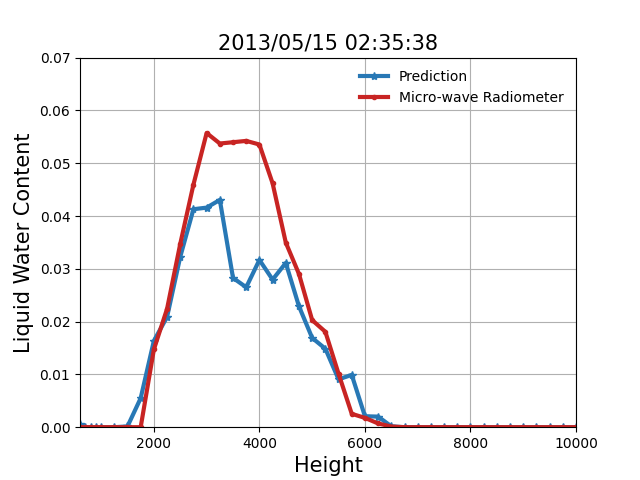 2013/05/15 02:35:38
0.07
0.06
0.05
0.04
0.03
0.02
0.01
0.00
Liquid Water Content
Prediction
Micro-wave Radiometer
2000 4000 6000 8000 10000
Height